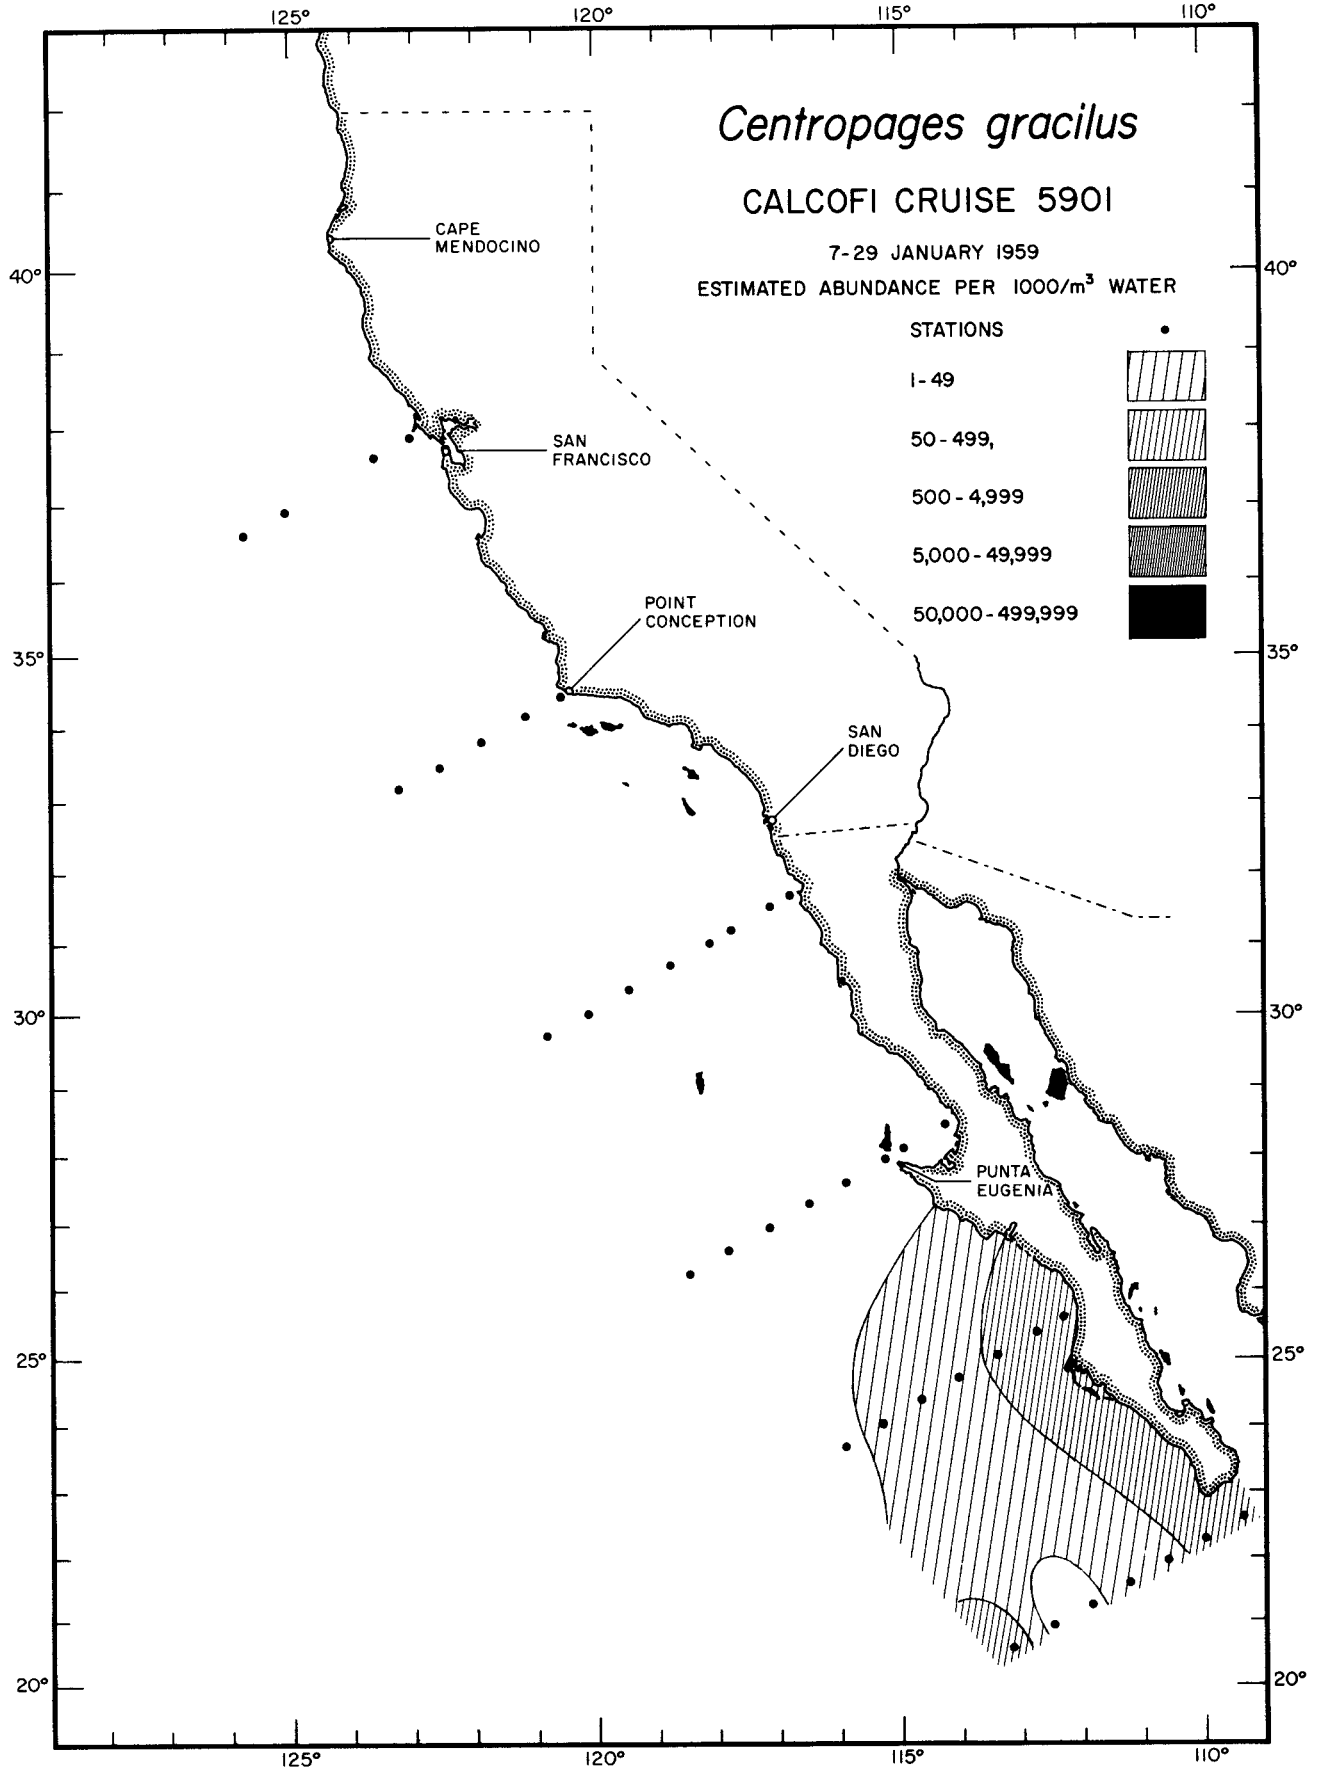 125° 120° 115° 110°
Centropages gracilus
CALCOFI CRUISE 5901
7-29 JANUARY 1959
ESTIMATED ABUNDANCE PER 1000/m³ WATER
STATIONS
1-49
50-499,
500-4,999
5,000-49,999
50,000-499,999
CAPE
MENDOCINO
40° 40°
SAN
FRANCISCO
POINT
CONCEPTION
35° 35°
SAN
DIEGO
30° 30°
PUNTA
EUGENIA
25° 25°
20° 20°
125° 120° 115° 110°